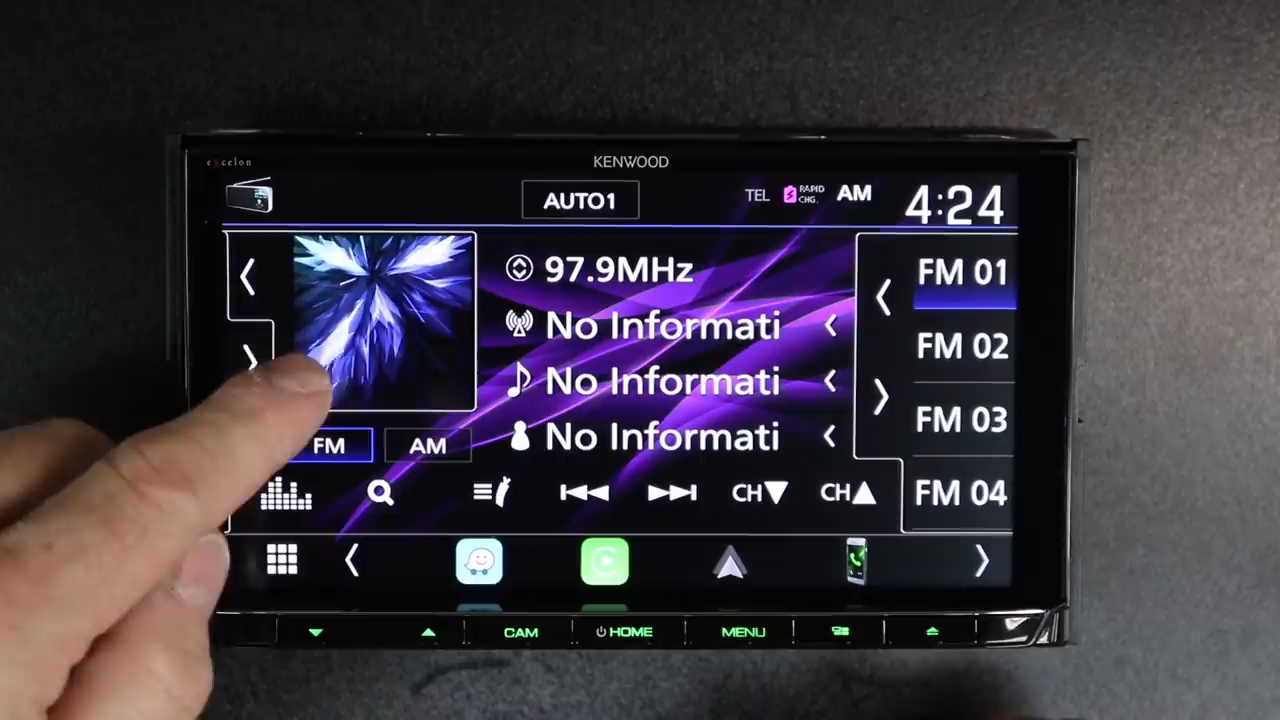 excelon
KENWOOD
AUTO1
TEL
RAPID
CHG.
AM
4:24
97.9MHz
No Informati
No Informati
No Informati
FM
AM
CH
CH
FM 01
FM 02
FM 03
FM 04
CAM
HOME
MENU